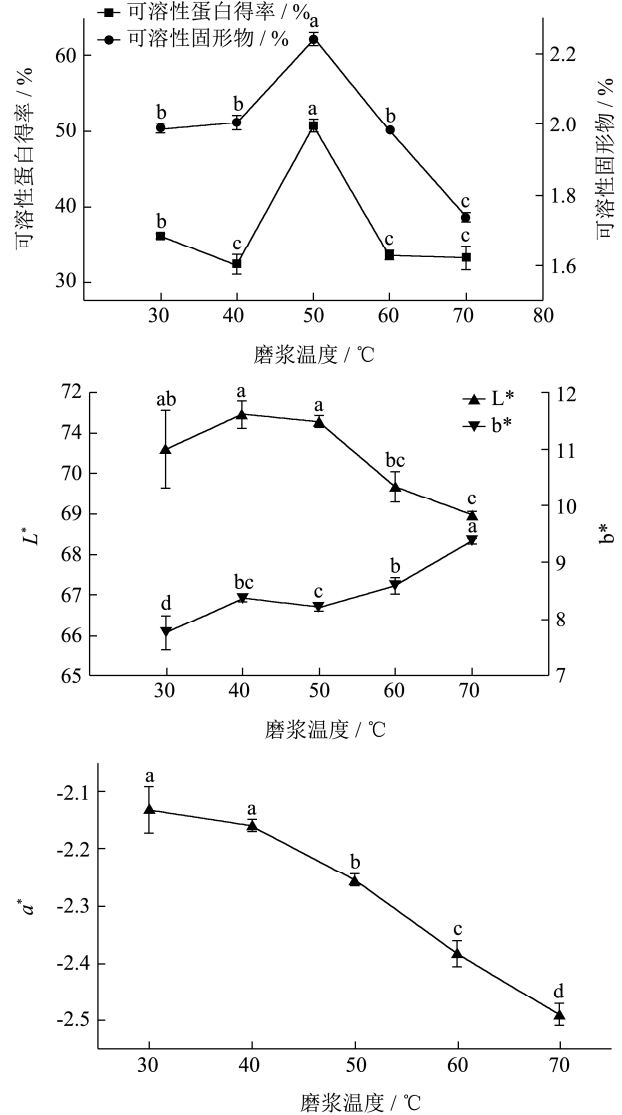 可溶性蛋白得率 / %
可溶性固形物 / %
60
50
40
30
可溶性蛋白得率 / %
2.2
2.0
1.8
1.6
可溶性固形物 / %
b
b
a
b
c
b
c
a
c
c
30
40
50
60
70
80
磨浆温度 / ℃
72
74
70
69
68
67
66
65
L*
12
11
10
9
8
7
b*
L*
b*
ab
a
a
bc
c
d
bc
c
b
a
30
40
50
60
70
磨浆温度 / ℃
-2.1
-2.2
-2.3
-2.4
-2.5
a*
a
a
b
c
d
30
40
50
60
70
磨浆温度 / ℃